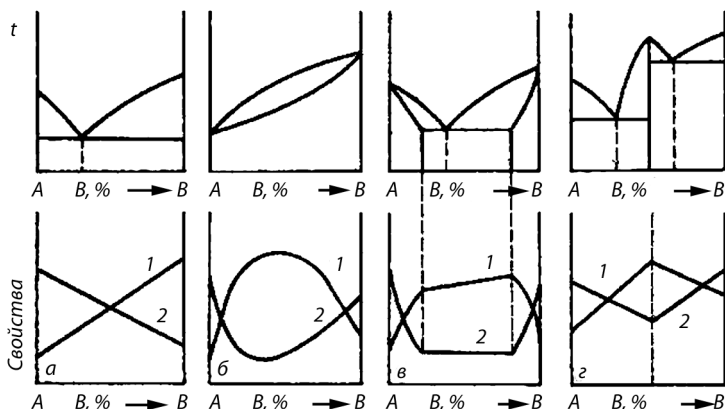 t
A B, % B A B, % B A B, % B A B, % B
Свойства
1 2 а
1 2 б
1 2 в
1 2 г
A B, % B A B, % B A B, % B A B, % B